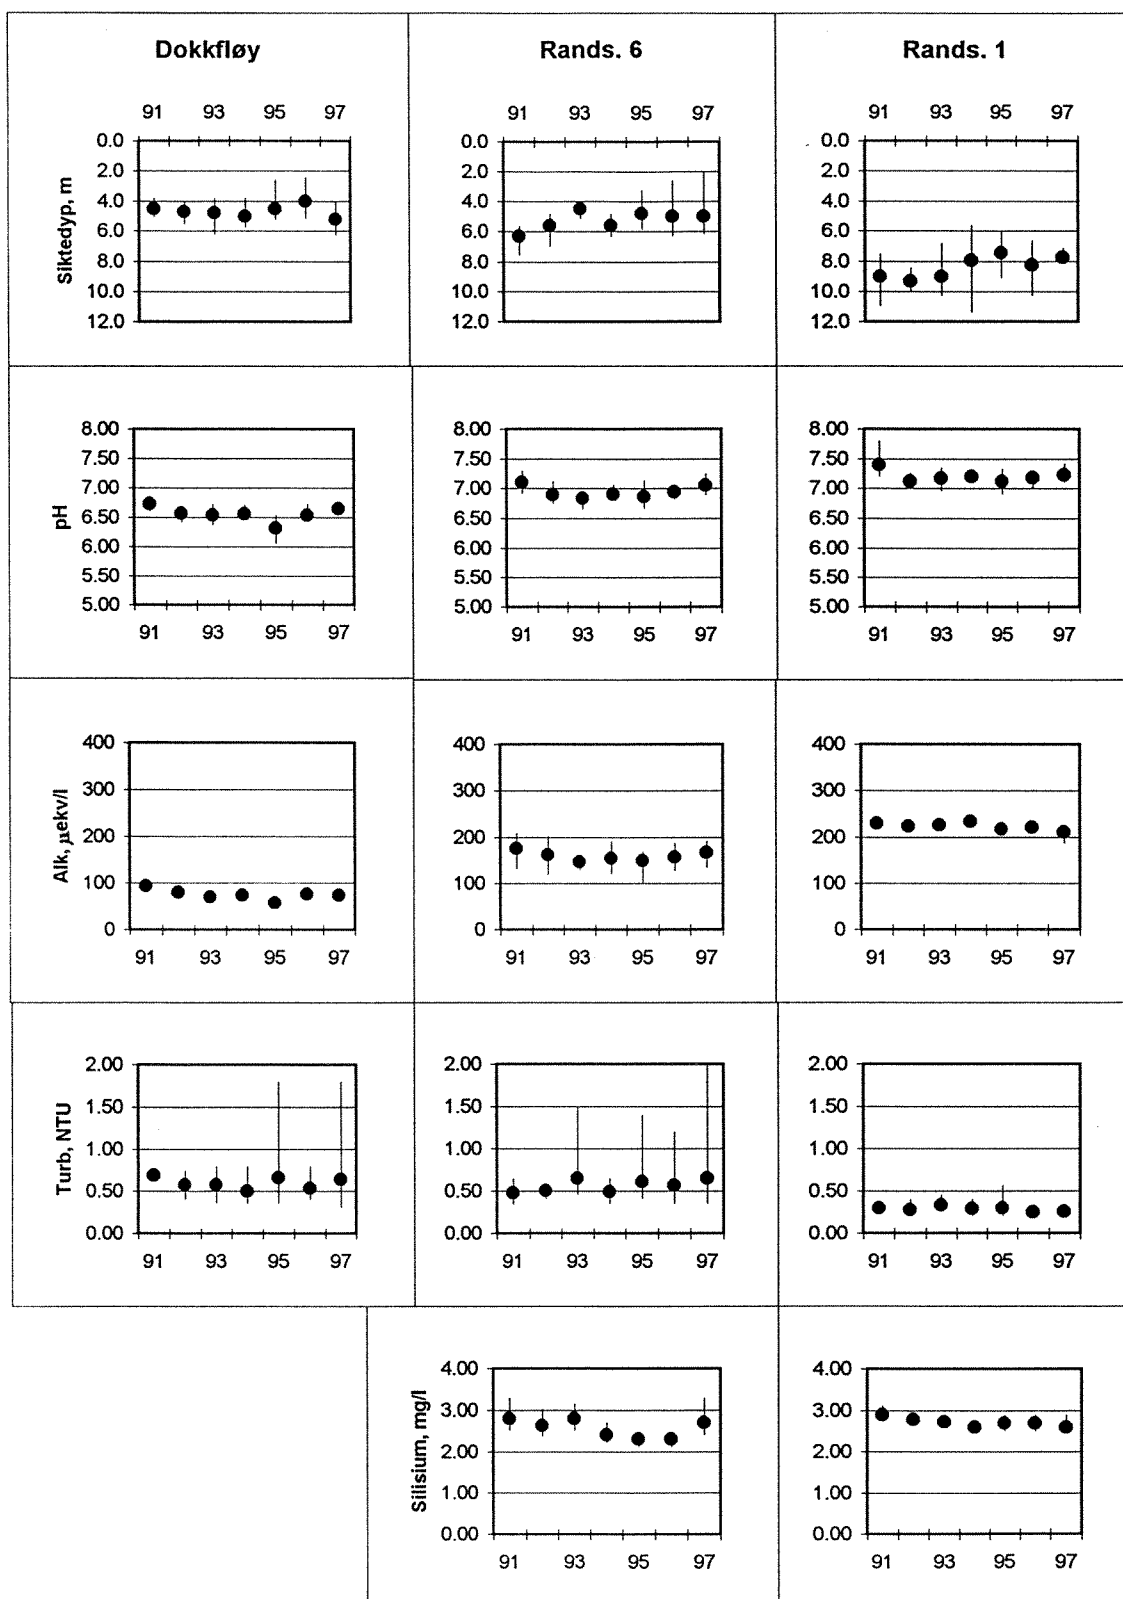 Dokkfløy Rands. 6 Rands. 1
91 93 95 97 91 93 95 97 91 93 95 97
Siktedyp, m
0.0 0.0 0.0
2.0 2.0 2.0
4.0 4.0 4.0
6.0 6.0 6.0
8.0 8.0 8.0
10.0 10.0 10.0
12.0 12.0 12.0
pH
8.00 8.00 8.00
7.50 7.50 7.50
7.00 7.00 7.00
6.50 6.50 6.50
6.00 6.00 6.00
5.50 5.50 5.50
5.00 5.00 5.00
91 93 95 97 91 93 95 97 91 93 95 97
Alk, µekv/l
400 400 400
300 300 300
200 200 200
100 100 100
0 0 0
91 93 95 97 91 93 95 97 91 93 95 97
Turb, NTU
2.00 2.00 2.00
1.50 1.50 1.50
1.00 1.00 1.00
0.50 0.50 0.50
0.00 0.00 0.00
91 93 95 97 91 93 95 97 91 93 95 97
Silisium, mg/l
4.00 4.00
3.00 3.00
2.00 2.00
1.00 1.00
0.00 0.00
91 93 95 97 91 93 95 97